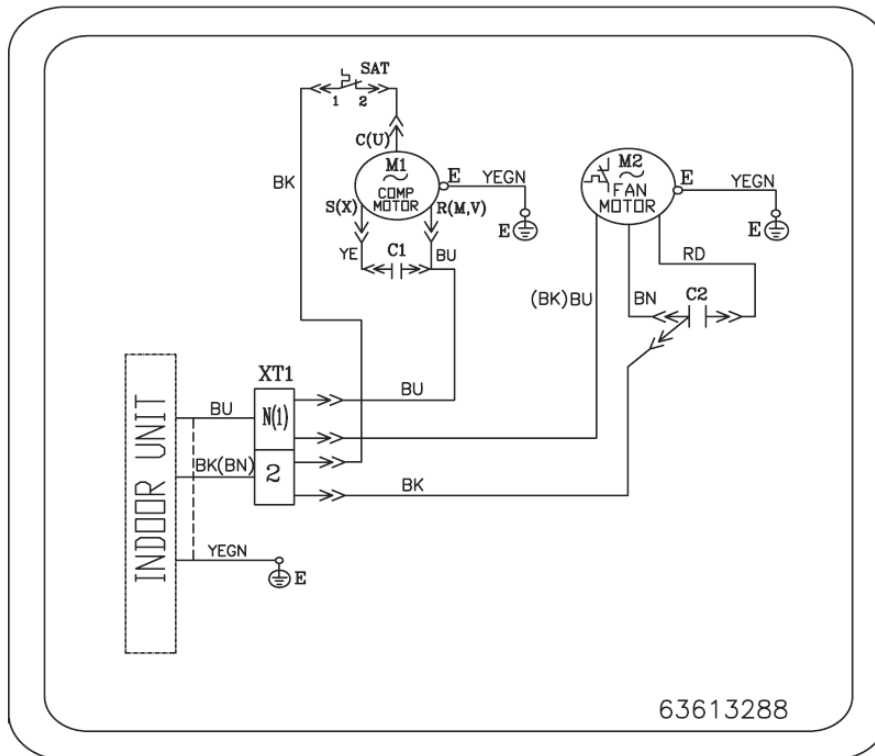 SAT
1 2
C(U)
BK
M1
COMP
MOTOR
E
YEGN
S(X)
R(M,V)
E
YE
C1
BU
M2
FAN
MOTOR
E
YEGN
E
RD
(BK)BU
BN
C2
XT1
INDOOR UNIT
BU
N(1)
BU
BK(BN)
2
BK
YEGN
E
63613288